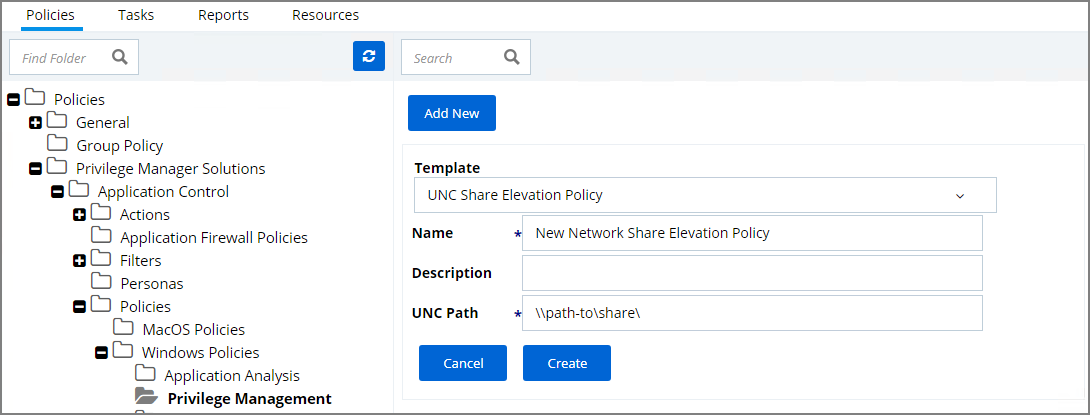 Policies Tasks Reports Resources
Find Folder
Search
Policies
General
Group Policy
Privilege Manager Solutions
Application Control
Actions
Application Firewall Policies
Filters
Personas
Policies
MacOS Policies
Windows Policies
Application Analysis
Privilege Management
Add New
Template
UNC Share Elevation Policy
Name * New Network Share Elevation Policy
Description
UNC Path * \\path-to\share\
Cancel Create